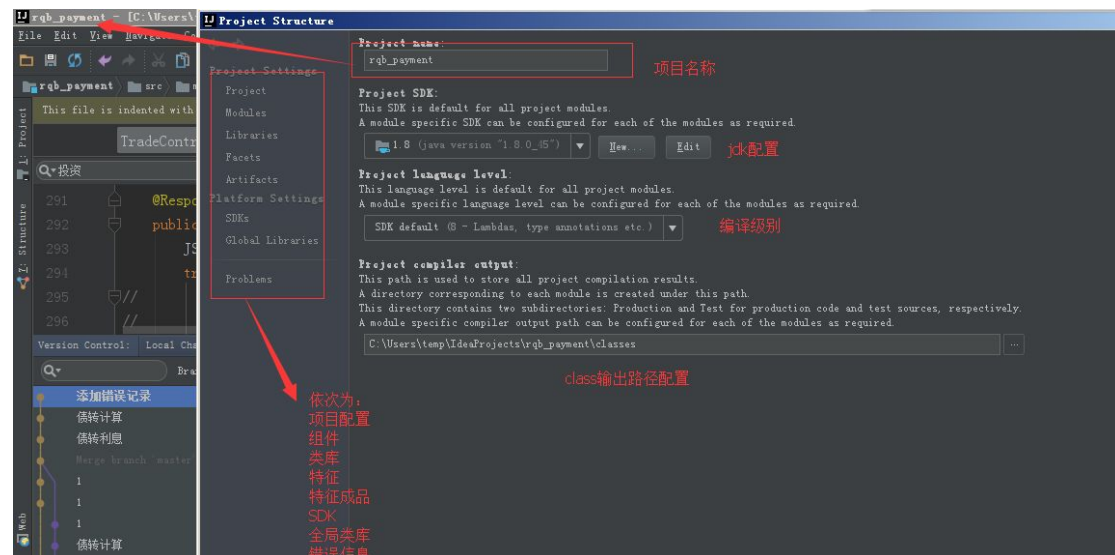 rqb_payment - [C:\Users\
File Edit View Navigate Co
rqb_payment src
This file is indented with
TradeContr
投资
291 @Respo
292 public
293 JS
294 tr
295 //
296 //
Version Control: Local Cha
Bra
添加错误记录
债转计算
债转利息
Merge branch 'master'
1
1
1
债转计算
1: Project
Structure
Web
Project Structure
Project Settings
Project
Modules
Libraries
Facets
Artifacts
Platform Settings
SDKs
Global Libraries
Problems
Project name:
rqb_payment
项目名称
Project SDK:
This SDK is default for all project modules.
A module specific SDK can be configured for each of the modules as required.
1.8 (java version "1.8.0_45") New... Edit
jdk配置
Project language level:
This language level is default for all project modules.
A module specific language level can be configured for each of the modules as required.
SDK default (8 - Lambdas, type annotations etc.)
编译级别
Project compiler output:
This path is used to store all project compilation results.
A directory corresponding to each module is created under this path.
This directory contains two subdirectories: Production and Test for production code and test sources, respectively.
A module specific compiler output path can be configured for each of the modules as required.
C:\Users\temp\IdeaProjects\rqb_payment\classes ...
class输出路径配置
依次为:
项目配置
组件
类库
特征
特征成品
SDK
全局类库
错误信息